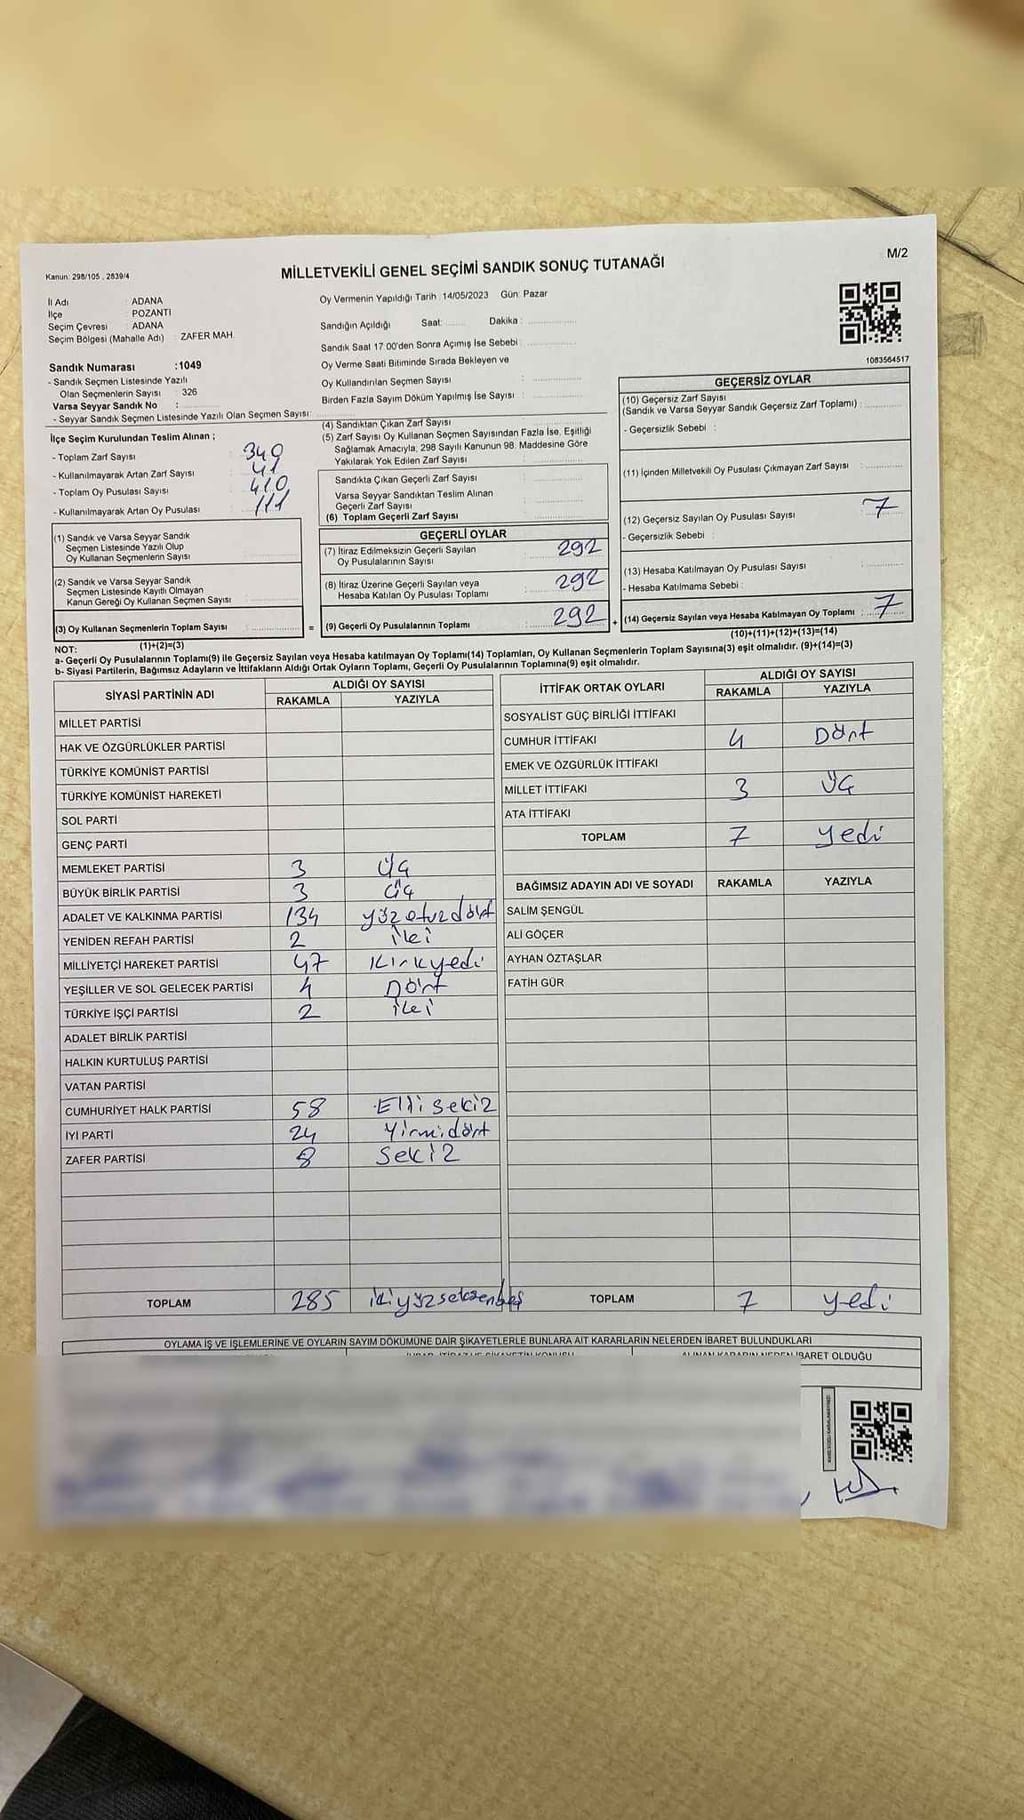 Kanun: 298/105 , 2839/4
M/2
MİLLETVEKİLİ GENEL SEÇİMİ SANDIK SONUÇ TUTANAĞI
İl Adı ADANA
İlçe POZANTI
Seçim Çevresi ADANA
Seçim Bölgesi (Mahalle Adı) ZAFER MAH.
Sandık Numarası :1049
- Sandık Seçmen Listesinde Yazılı
Olan Seçmenlerin Sayısı : 326
Varsa Seyyar Sandık No :
- Seyyar Sandık Seçmen Listesinde Yazılı Olan Seçmen Sayısı:
Oy Vermenin Yapıldığı Tarih : 14/05/2023 Gün: Pazar
Sandığın Açıldığı Saat: Dakika :
Sandık Saat 17:00'den Sonra Açımış İse Sebebi :
Oy Verme Saati Bitiminde Sırada Bekleyen ve
Oy Kullandırılan Seçmen Sayısı :
Birden Fazla Sayım Döküm Yapılmış İse Sayısı :
1083564517
İlçe Seçim Kurulundan Teslim Alınan ;
- Toplam Zarf Sayısı : 340
- Kullanılmayarak Artan Zarf Sayısı : 41
- Toplam Oy Pusulası Sayısı : 410
- Kullanılmayarak Artan Oy Pusulası : 111
(1) Sandık ve Varsa Seyyar Sandık
Seçmen Listesinde Yazılı Olup
Oy Kullanan Seçmenlerin Sayısı
(2) Sandık ve Varsa Seyyar Sandık
Seçmen Listesinde Kayıtlı Olmayan
Kanun Gereği Oy Kullanan Seçmen Sayısı
(3) Oy Kullanan Seçmenlerin Toplam Sayısı =
(1)+(2)=(3)
(4) Sandıktan Çıkan Zarf Sayısı :
(5) Zarf Sayısı Oy Kullanan Seçmen Sayısından Fazla İse, Eşitliği
Sağlamak Amacıyla; 298 Sayılı Kanunun 98. Maddesine Göre
Yakılarak Yok Edilen Zarf Sayısı :
Sandıkta Çıkan Geçerli Zarf Sayısı
Varsa Seyyar Sandıktan Teslim Alınan
Geçerli Zarf Sayısı
(6) Toplam Geçerli Zarf Sayısı :
GEÇERLİ OYLAR
(7) İtiraz Edilmeksizin Geçerli Sayılan
Oy Pusulalarının Sayısı : 292
(8) İtiraz Üzerine Geçerli Sayılan veya
Hesaba Katılan Oy Pusulası Toplamı : 292
(9) Geçerli Oy Pusulalarının Toplamı : 292 +
GEÇERSİZ OYLAR
(10) Geçersiz Zarf Sayısı
(Sandık ve Varsa Seyyar Sandık Geçersiz Zarf Toplamı) :
- Geçersizlik Sebebi :
(11) İçinden Milletvekili Oy Pusulası Çıkmayan Zarf Sayısı :
(12) Geçersiz Sayılan Oy Pusulası Sayısı : 7
- Geçersizlik Sebebi :
(13) Hesaba Katılmayan Oy Pusulası Sayısı
- Hesaba Katılmama Sebebi :
(14) Geçersiz Sayılan veya Hesaba Katılmayan Oy Toplamı : 7
(10)+(11)+(12)+(13)=(14)
NOT:
a- Geçerli Oy Pusulalarının Toplamı(9) ile Geçersiz Sayılan veya Hesaba katılmayan Oy Toplamı(14) Toplamları, Oy Kullanan Seçmenlerin Toplam Sayısına(3) eşit olmalıdır. (9)+(14)=(3)
b- Siyasi Partilerin, Bağımsız Adayların ve İttifakların Aldığı Ortak Oyların Toplamı, Geçerli Oy Pusulalarının Toplamına(9) eşit olmalıdır.
SİYASİ PARTİNİN ADI ALDIĞI OY SAYISI
RAKAMLA YAZIYLA
MİLLET PARTİSİ
HAK VE ÖZGÜRLÜKLER PARTİSİ
TÜRKİYE KOMÜNİST PARTİSİ
TÜRKİYE KOMÜNİST HAREKETİ
SOL PARTİ
GENÇ PARTİ
MEMLEKET PARTİSİ 3 Üç
BÜYÜK BİRLİK PARTİSİ 3 Üç
ADALET VE KALKINMA PARTİSİ 134 yüzotuzdört
YENİDEN REFAH PARTİSİ 2 iki
MİLLİYETÇİ HAREKET PARTİSİ 47 Kırkyedi
YEŞİLLER VE SOL GELECEK PARTİSİ 4 Dört
TÜRKİYE İŞÇİ PARTİSİ 2 iki
ADALET BİRLİK PARTİSİ
HALKIN KURTULUŞ PARTİSİ
VATAN PARTİSİ
CUMHURİYET HALK PARTİSİ 58 Elli sekiz
İYİ PARTİ 24 Yirmidört
ZAFER PARTİSİ 8 Sekiz
TOPLAM 285 ikiyüzseksenbeş
İTTİFAK ORTAK OYLARI ALDIĞI OY SAYISI
RAKAMLA YAZIYLA
SOSYALİST GÜÇ BİRLİĞİ İTTİFAKI
CUMHUR İTTİFAKI 4 Dört
EMEK VE ÖZGÜRLÜK İTTİFAKI
MİLLET İTTİFAKI 3 Üç
ATA İTTİFAKI
TOPLAM 7 yedi
BAĞIMSIZ ADAYIN ADI VE SOYADI RAKAMLA YAZIYLA
SALİM ŞENGÜL
ALİ GÖÇER
AYHAN ÖZTAŞLAR
FATİH GÜR
TOPLAM 7 yedi
OYLAMA İŞ VE İŞLEMLERİNE VE OYLARIN SAYIM DÖKÜMÜNE DAİR ŞİKAYETLERLE BUNLARA AİT KARARLARIN NELERDEN İBARET BULUNDUKLARI
ALINAN KARARIN NEDEN İBARET OLDUĞU